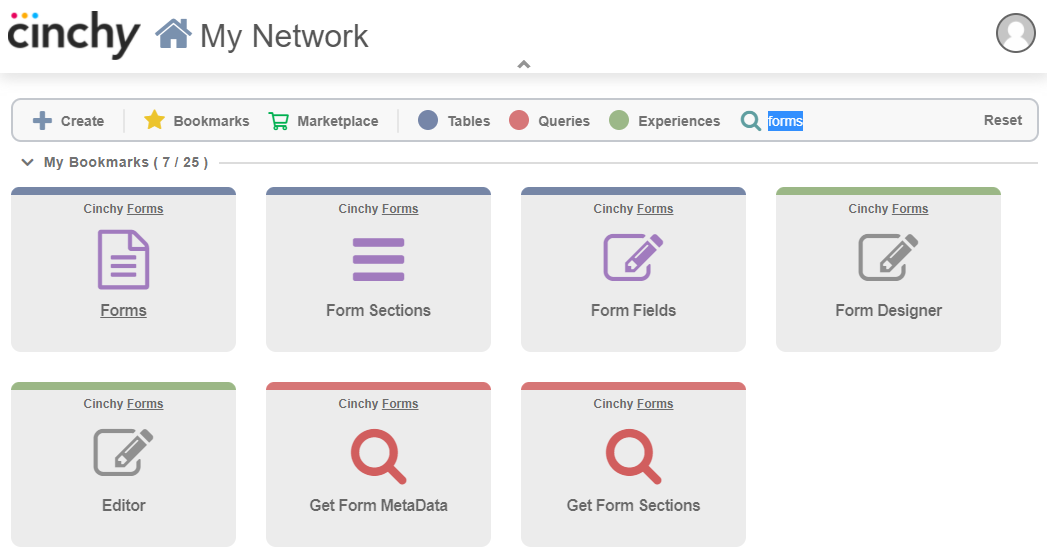 cinchy My Network
Create Bookmarks Marketplace Tables Queries Experiences forms Reset
My Bookmarks ( 7 / 25 )
Cinchy Forms Cinchy Forms Cinchy Forms Cinchy Forms
Forms Form Sections Form Fields Form Designer
Cinchy Forms Cinchy Forms Cinchy Forms
Editor Get Form MetaData Get Form Sections